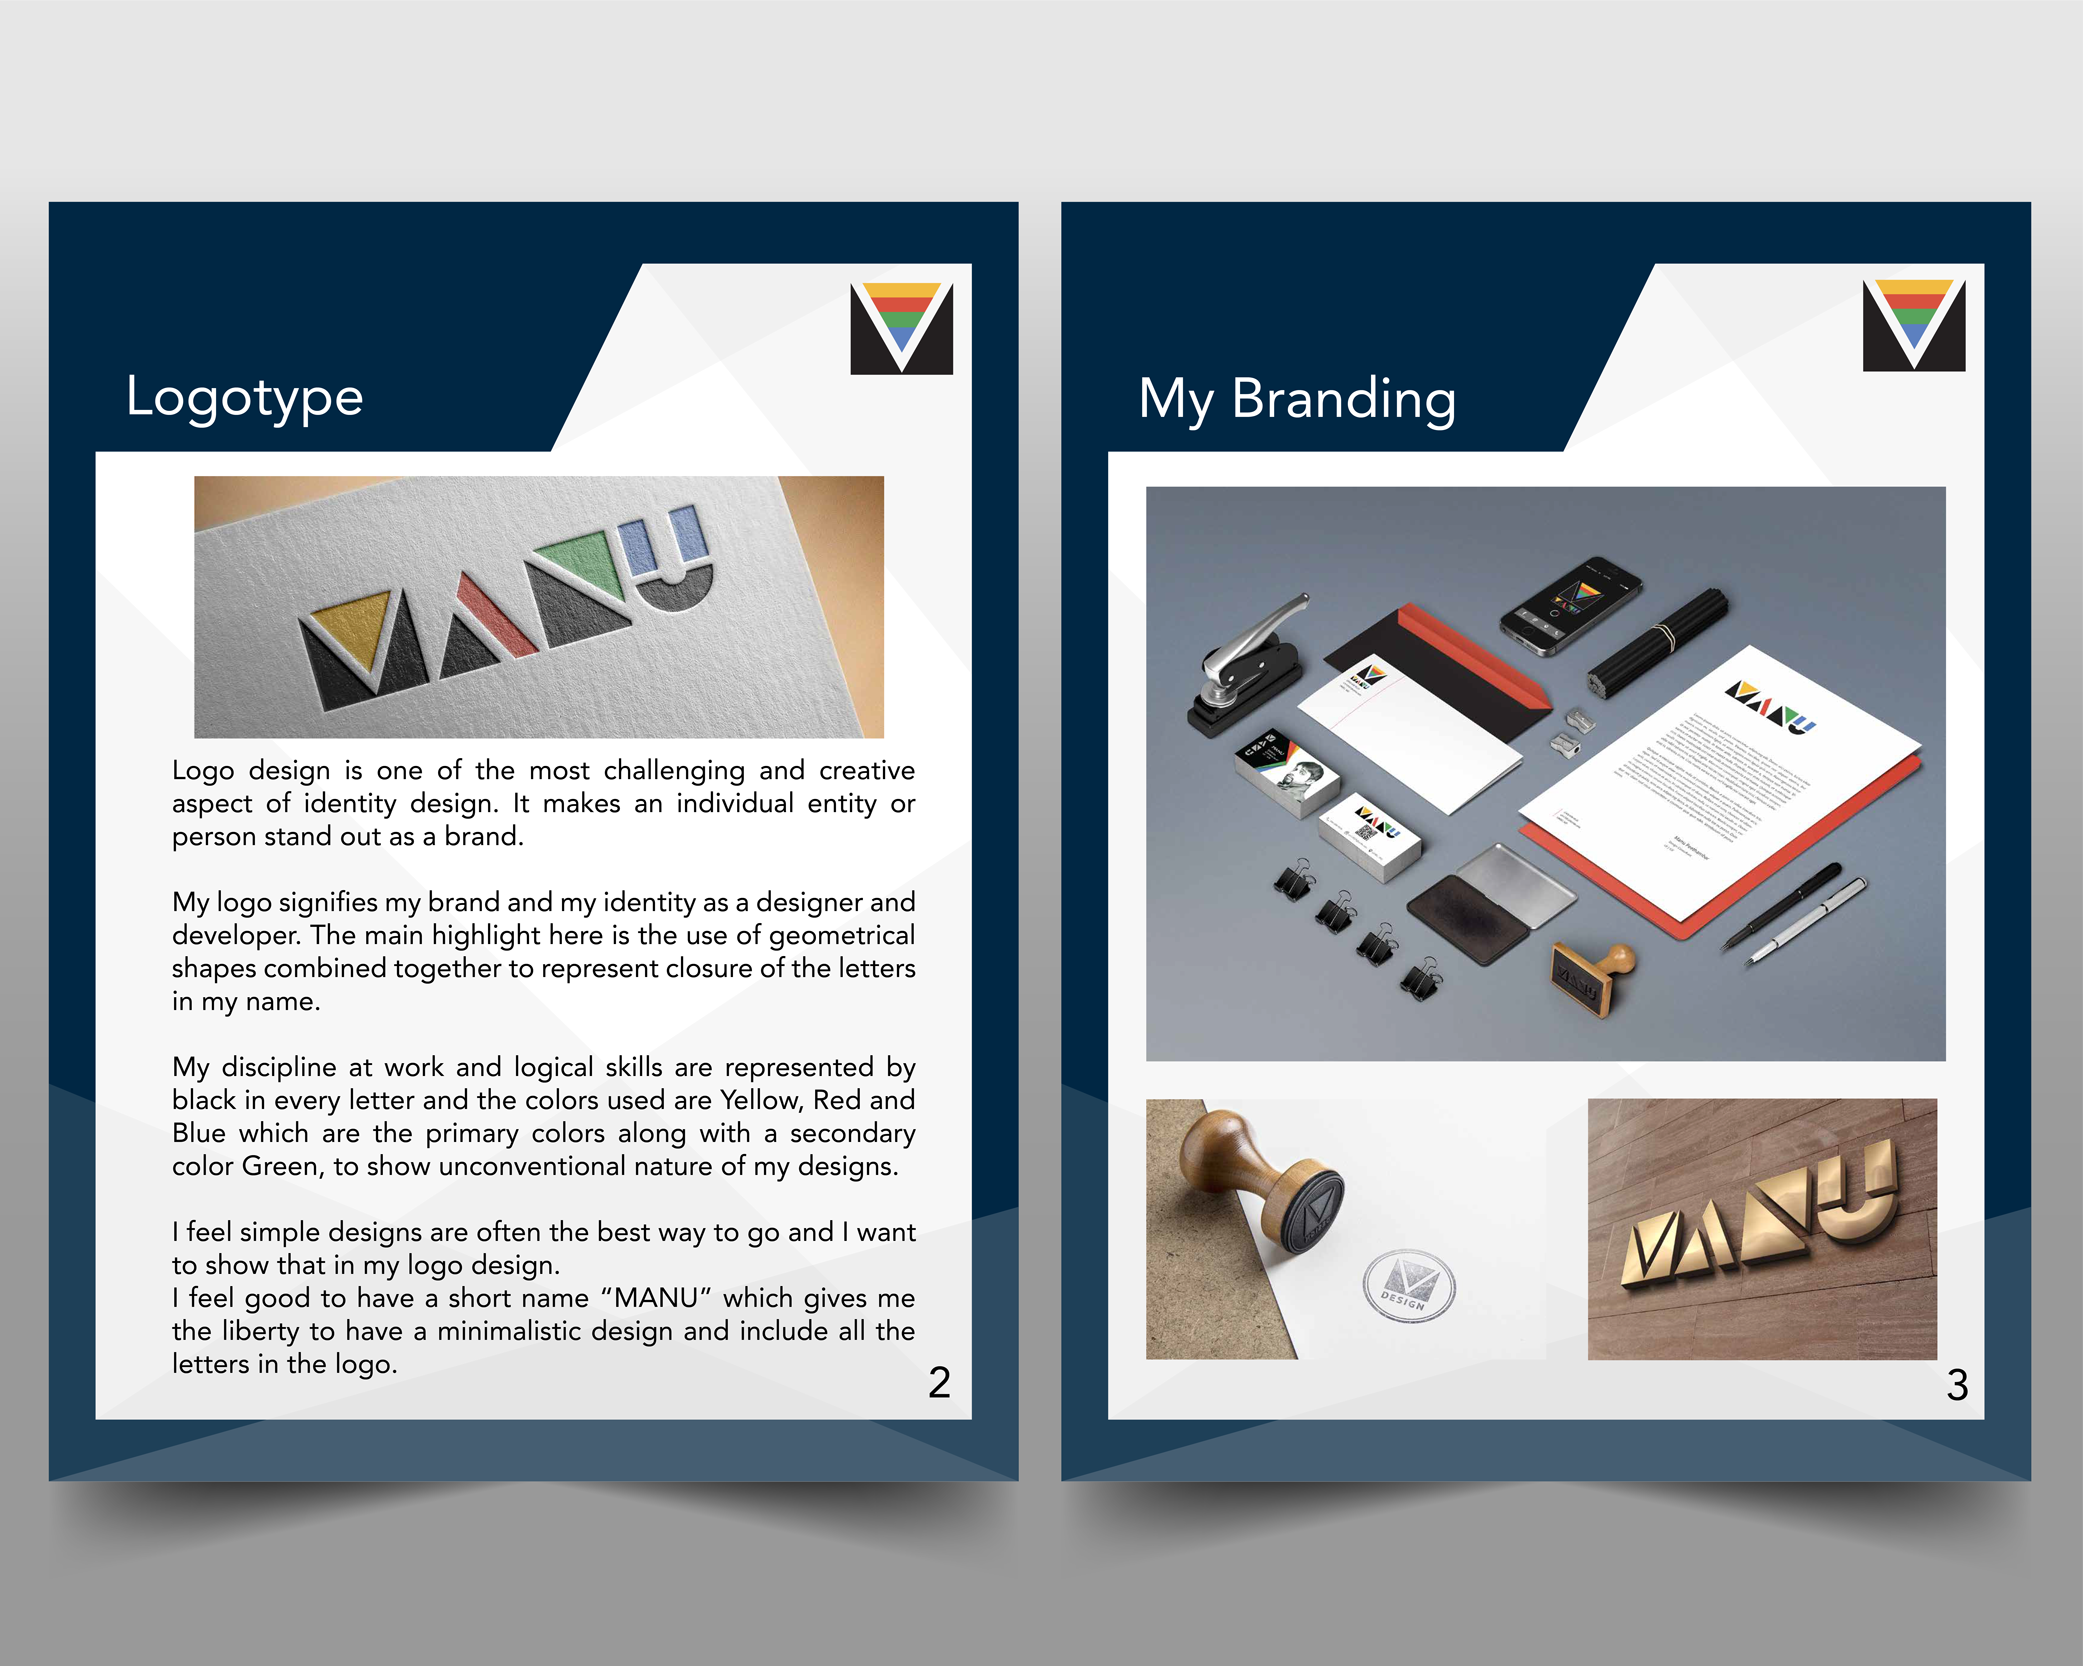 Logotype
MANU
Logo design is one of the most challenging and creative
aspect of identity design. It makes an individual entity or
person stand out as a brand.
My logo signifies my brand and my identity as a designer and
developer. The main highlight here is the use of geometrical
shapes combined together to represent closure of the letters
in my name.
My discipline at work and logical skills are represented by
black in every letter and the colors used are Yellow, Red and
Blue which are the primary colors along with a secondary
color Green, to show unconventional nature of my designs.
I feel simple designs are often the best way to go and I want
to show that in my logo design.
I feel good to have a short name “MANU” which gives me
the liberty to have a minimalistic design and include all the
letters in the logo.
2
My Branding
MANU
MANU
MANU
MANU
MANU
DESIGN
MANU
3